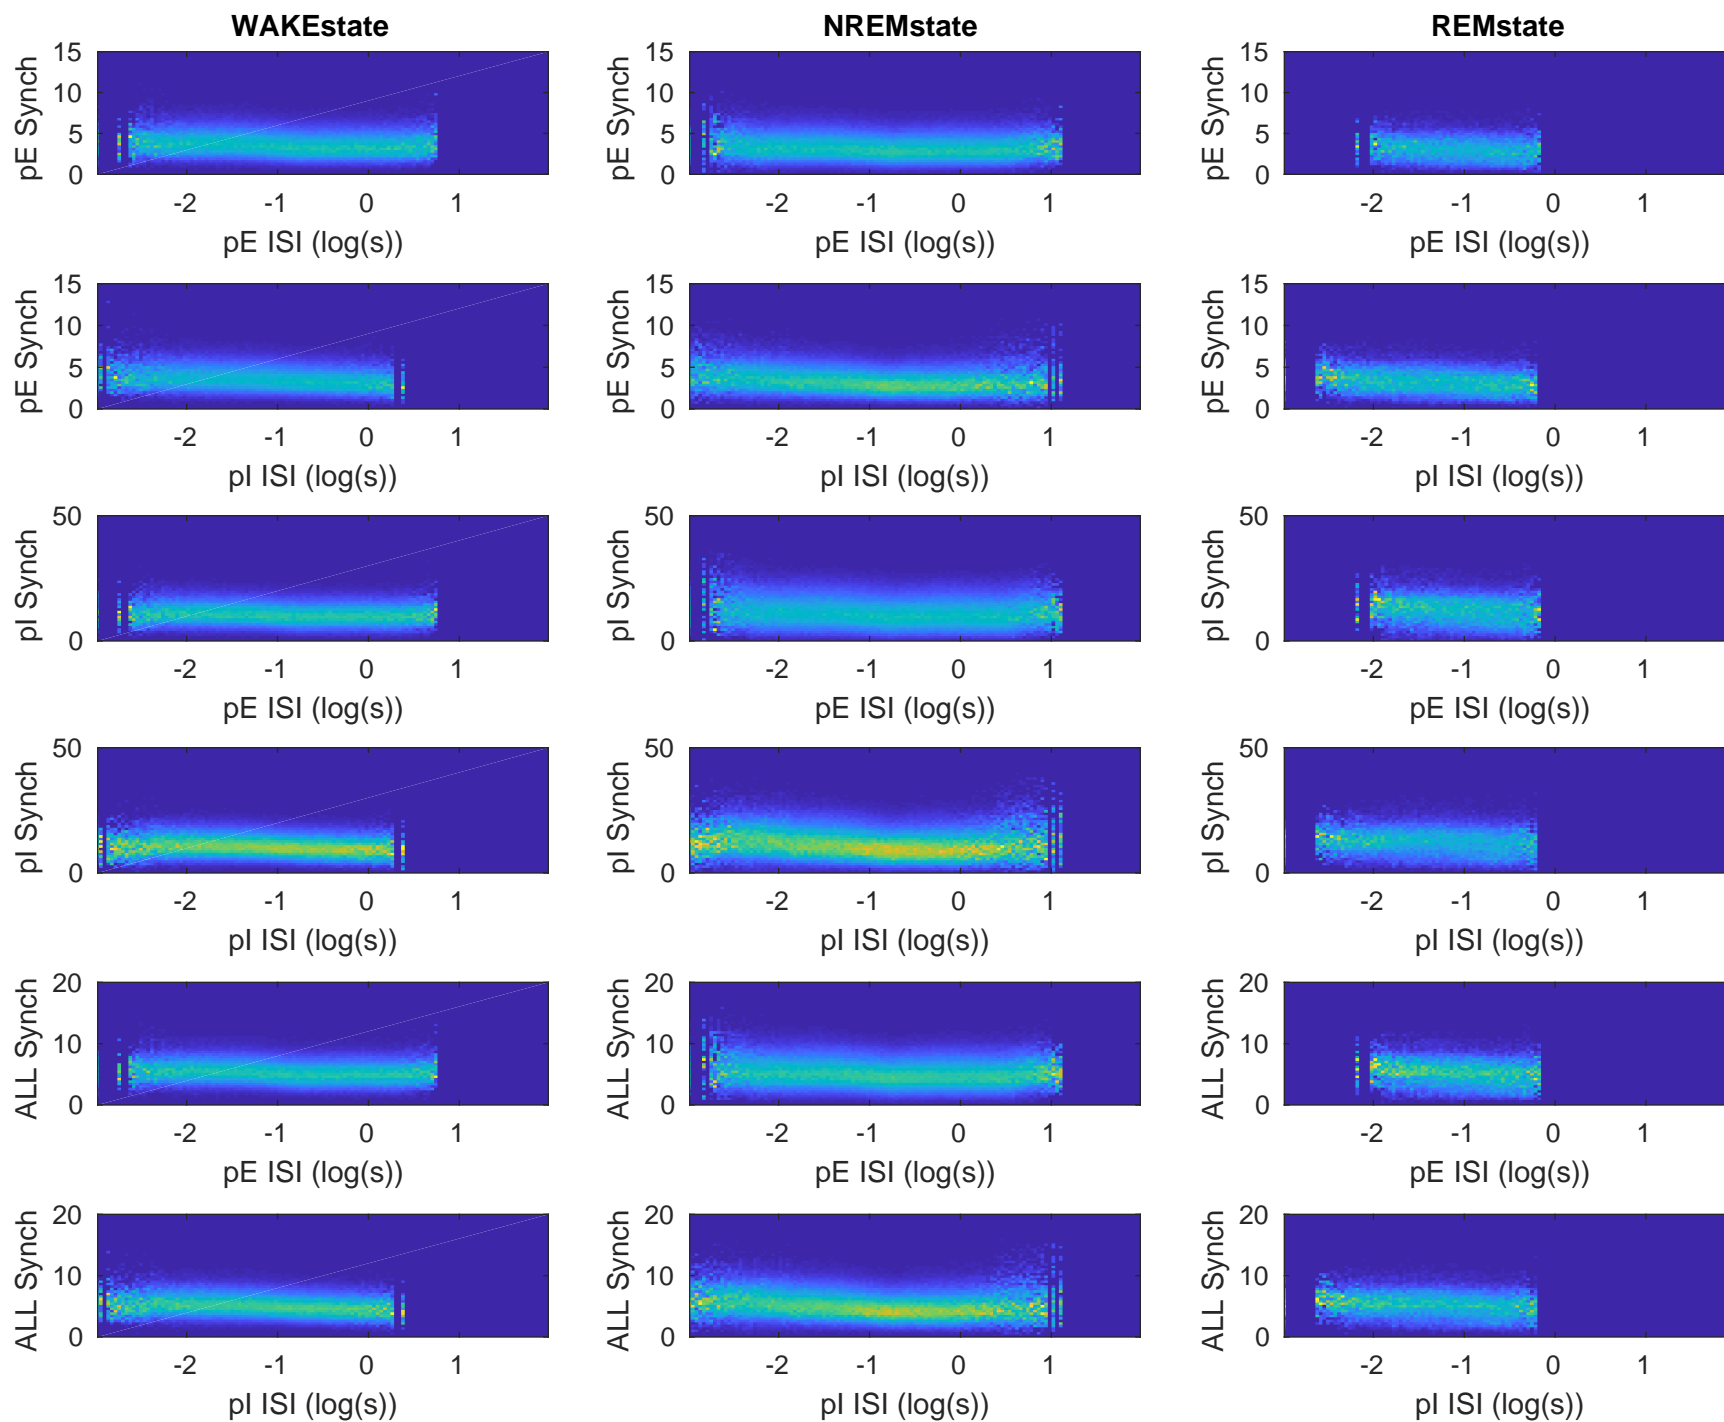 WAKEstate NREMstate REMstate
15 15 15
10 10 10
5 5 5
0 0 0
pE Synch pE Synch pE Synch
-2 -1 0 1 -2 -1 0 1 -2 -1 0 1
pE ISI (log(s)) pE ISI (log(s)) pE ISI (log(s))
15 15 15
10 10 10
5 5 5
0 0 0
pE Synch pE Synch pE Synch
-2 -1 0 1 -2 -1 0 1 -2 -1 0 1
pI ISI (log(s)) pI ISI (log(s)) pI ISI (log(s))
50 50 50
0 0 0
pI Synch pI Synch pI Synch
-2 -1 0 1 -2 -1 0 1 -2 -1 0 1
pE ISI (log(s)) pE ISI (log(s)) pE ISI (log(s))
50 50 50
0 0 0
pI Synch pI Synch pI Synch
-2 -1 0 1 -2 -1 0 1 -2 -1 0 1
pI ISI (log(s)) pI ISI (log(s)) pI ISI (log(s))
20 20 20
10 10 10
0 0 0
ALL Synch ALL Synch ALL Synch
-2 -1 0 1 -2 -1 0 1 -2 -1 0 1
pE ISI (log(s)) pE ISI (log(s)) pE ISI (log(s))
20 20 20
10 10 10
0 0 0
ALL Synch ALL Synch ALL Synch
-2 -1 0 1 -2 -1 0 1 -2 -1 0 1
pI ISI (log(s)) pI ISI (log(s)) pI ISI (log(s))